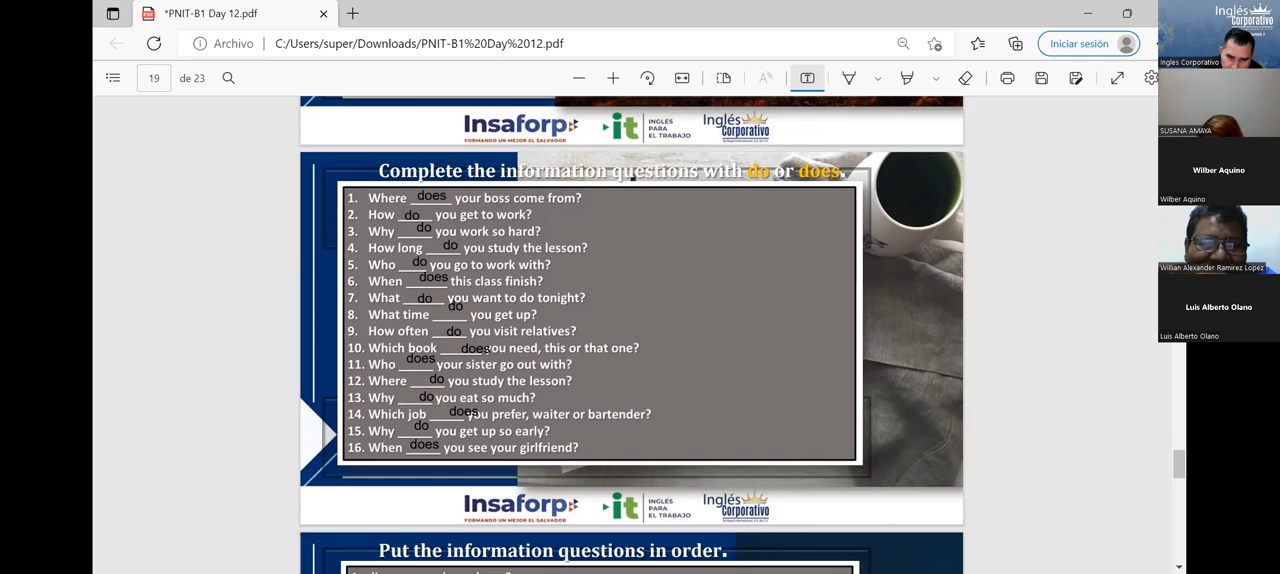 *PNIT-B1 Day 12.pdf
Archivo C:/Users/super/Downloads/PNIT-B1%20Day%2012.pdf
Iniciar sesión
19 de 23
Insaforp
FORMANDO UN MEJOR EL SALVADOR
it INGLÉS PARA EL TRABAJO
Inglés Corporativo
Complete the information questions with do or does.
1. Where does your boss come from?
2. How do you get to work?
3. Why do you work so hard?
4. How long do you study the lesson?
5. Who do you go to work with?
6. When does this class finish?
7. What do you want to do tonight?
8. What time do you get up?
9. How often do you visit relatives?
10. Which book does you need, this or that one?
11. Who does your sister go out with?
12. Where do you study the lesson?
13. Why do you eat so much?
14. Which job does you prefer, waiter or bartender?
15. Why do you get up so early?
16. When does you see your girlfriend?
Insaforp
FORMANDO UN MEJOR EL SALVADOR
it INGLÉS PARA EL TRABAJO
Inglés Corporativo
Put the information questions in order.
Inglés Corporativo
Ingles Corporativo
SUSANA AMAYA
Wilber Aquino
Wilber Aquino
Willian Alexander Ramirez Lopez
Luis Alberto Olano
Luis Alberto Olano